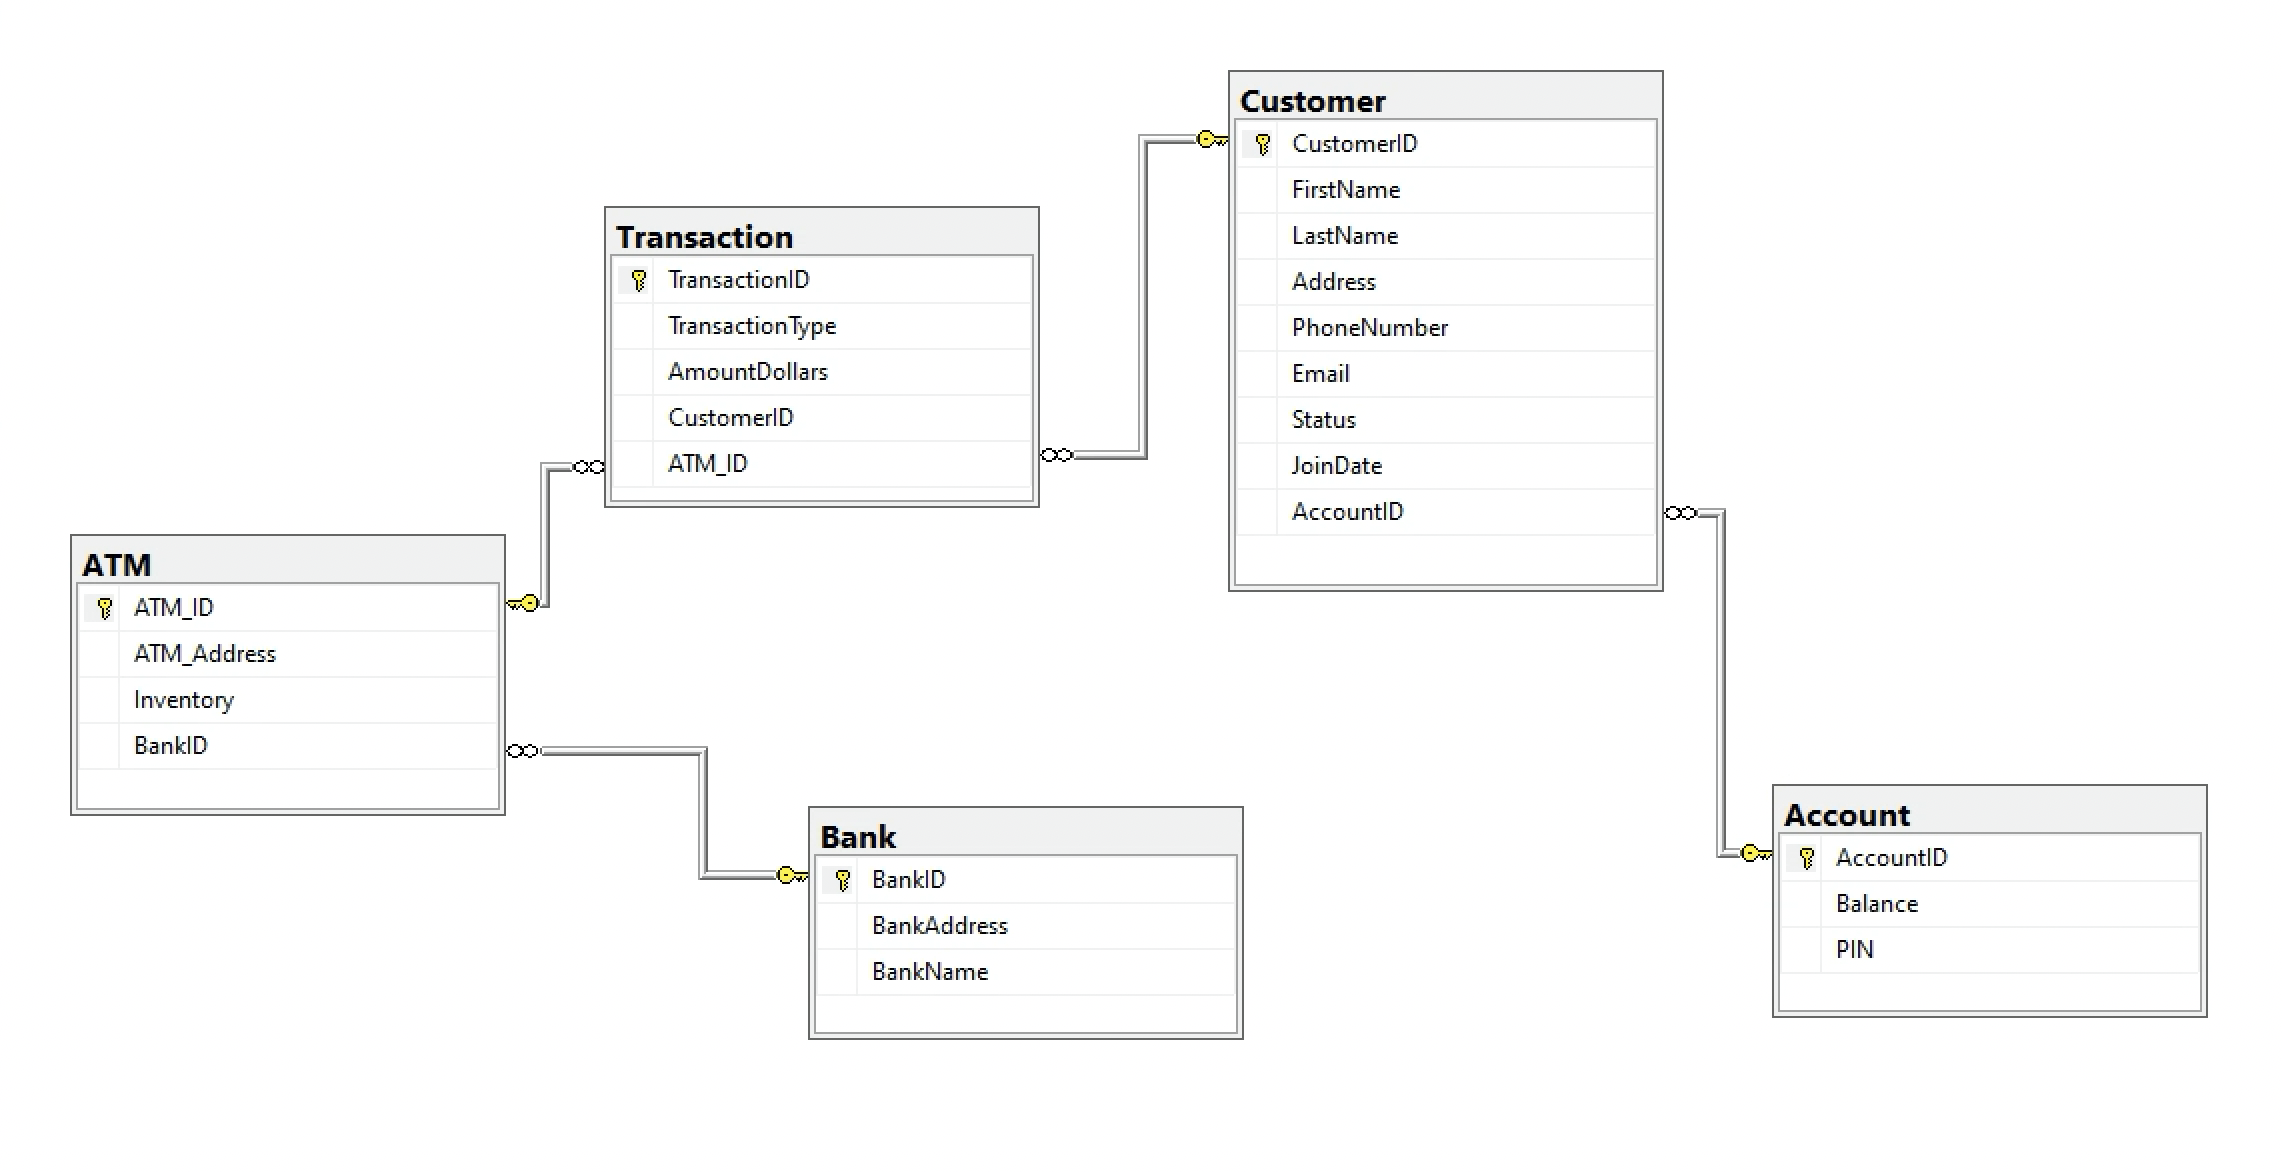 Customer
CustomerID
FirstName
LastName
Address
PhoneNumber
Email
Status
JoinDate
AccountID
Transaction
TransactionID
TransactionType
AmountDollars
CustomerID
ATM_ID
ATM
ATM_ID
ATM_Address
Inventory
BankID
Bank
BankID
BankAddress
BankName
Account
AccountID
Balance
PIN